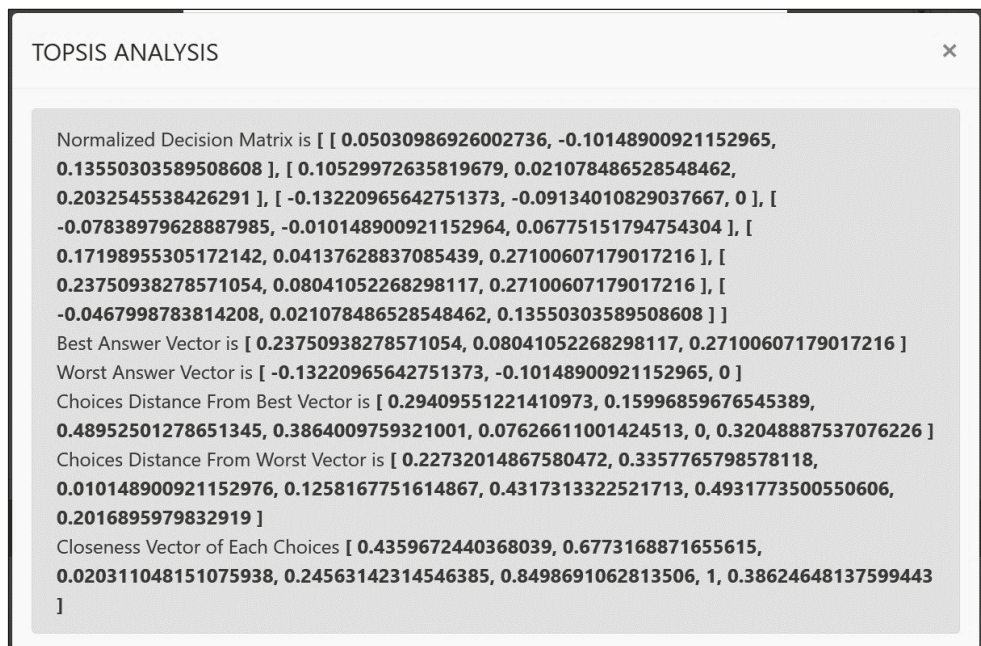 TOPSIS ANALYSIS
×
Normalized Decision Matrix is [ [ 0.05030986926002736, -0.10148900921152965,
0.13550303589508608 ], [ 0.10529972635819679, 0.021078486528548462,
0.2032545538426291 ], [ -0.13220965642751373, -0.09134010829037667, 0 ], [
-0.07838979628887985, -0.010148900921152964, 0.06775151794754304 ], [
0.17198955305172142, 0.04137628837085439, 0.27100607179017216 ], [
0.23750938278571054, 0.08041052268298117, 0.27100607179017216 ], [
-0.0467998783814208, 0.021078486528548462, 0.13550303589508608 ] ]
Best Answer Vector is [ 0.23750938278571054, 0.08041052268298117, 0.27100607179017216 ]
Worst Answer Vector is [ -0.13220965642751373, -0.10148900921152965, 0 ]
Choices Distance From Best Vector is [ 0.29409551221410973, 0.15996859676545389,
0.48952501278651345, 0.3864009759321001, 0.07626611001424513, 0, 0.32048887537076226 ]
Choices Distance From Worst Vector is [ 0.22732014867580472, 0.3357765798578118,
0.010148900921152976, 0.1258167751614867, 0.4317313322521713, 0.4931773500550606,
0.2016895979832919 ]
Closeness Vector of Each Choices [ 0.4359672440368039, 0.6773168871655615,
0.020311048151075938, 0.24563142314546385, 0.8498691062813506, 1, 0.38624648137599443
]